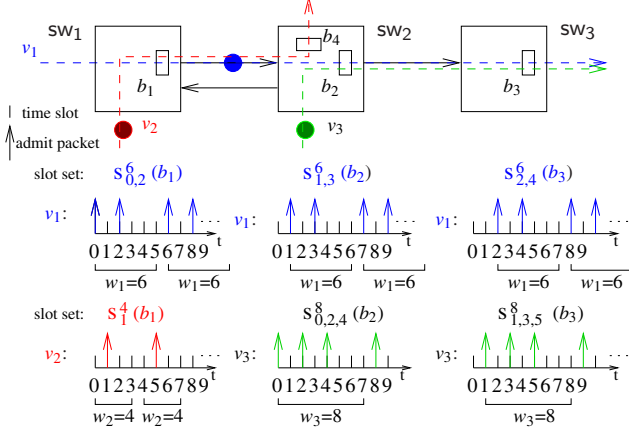 sw1 sw2 sw3
v1 b4
b1 b2 b3
time slot
v2 v3
admit packet
slot set: S^6_{0,2} (b1) S^6_{1,3} (b2) S^6_{2,4} (b3)
v1: ... v1: ... v1: ...
t t t
0123456789 0123456789 0123456789
w1=6 w1=6 w1=6 w1=6 w1=6 w1=6
slot set: S^4_1 (b1) S^8_{0,2,4} (b2) S^8_{1,3,5} (b3)
v2: ... v3: ... v3: ...
t t t
0123456789 0123456789 0123456789
w2=4 w2=4 w3=8 w3=8